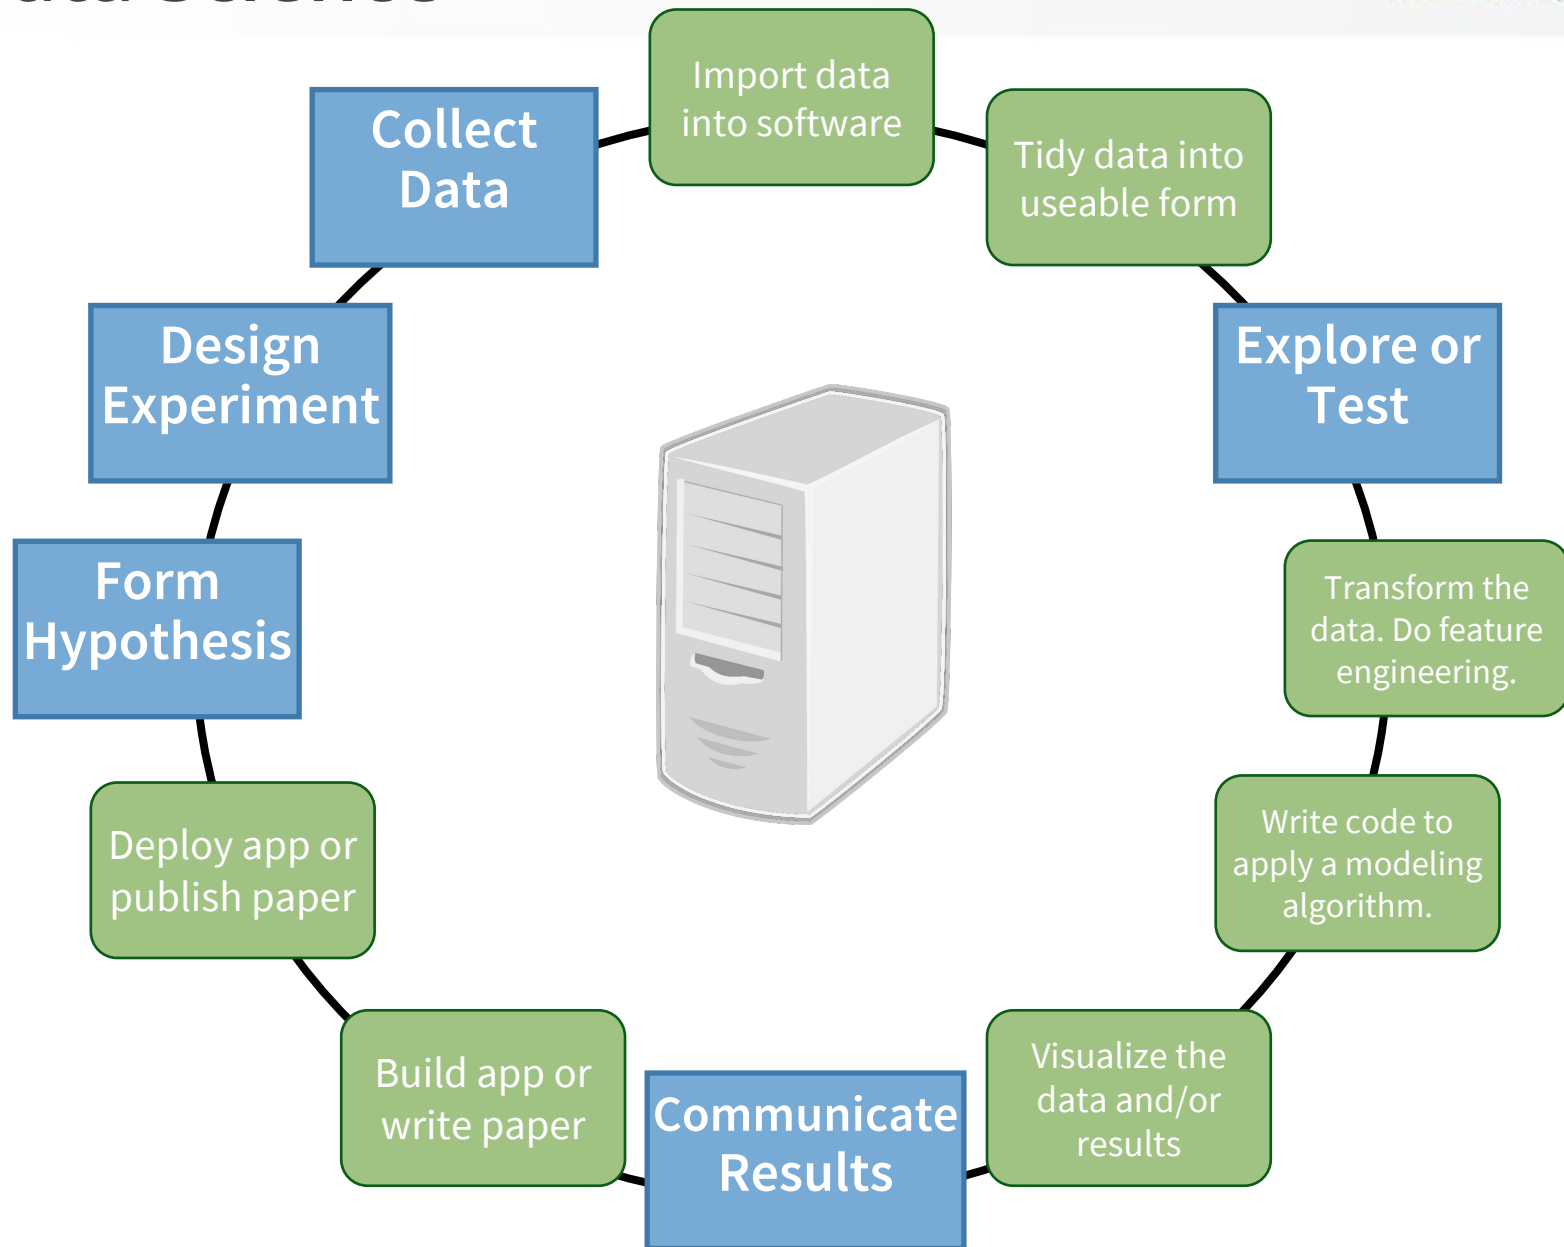 Import data
into software
Collect
Data
Tidy data into
useable form
Design
Experiment
Explore or
Test
Form
Hypothesis
Transform the
data. Do feature
engineering.
Write code to
apply a modeling
algorithm.
Deploy app or
publish paper
Visualize the
data and/or
results
Build app or
write paper
Communicate
Results